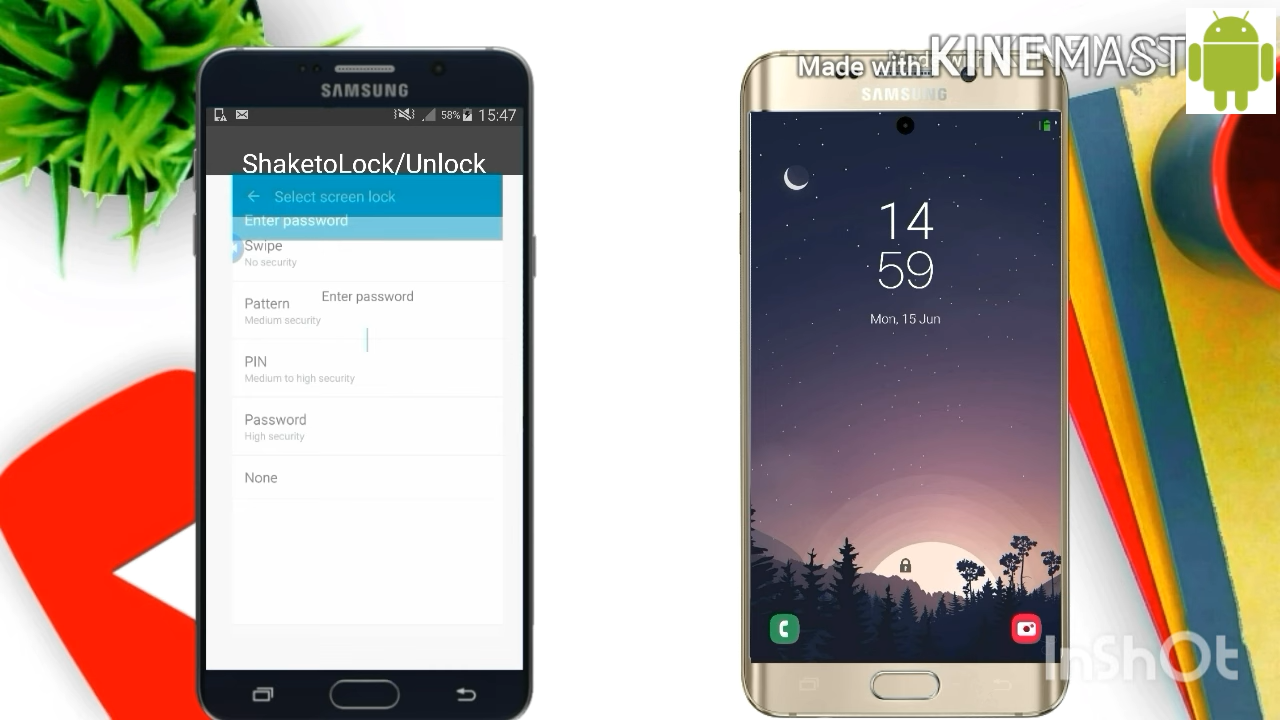 SAMSUNG
58% 15:47
ShaketoLock/Unlock
Select screen lock
Enter password
Swipe
No security
Enter password
Pattern
Medium security
PIN
Medium to high security
Password
High security
None
Made with KINEMAST
SAMSUNG
14
59
Mon, 15 Jun
InShOt